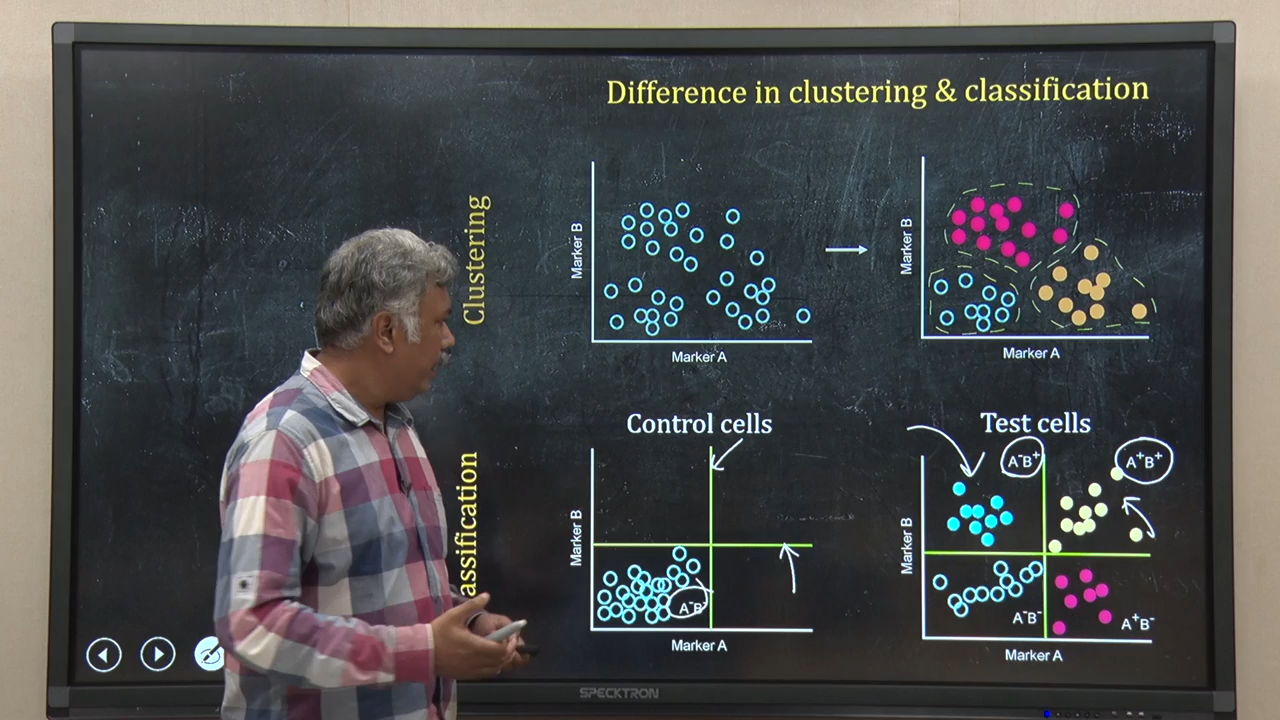 Difference in clustering & classification
Clustering
Marker B
Marker A
Marker B
Marker A
assification
Control cells
Marker B
A⁻B⁻
Marker A
Test cells
A⁻B⁺
A⁺B⁺
Marker B
A⁻B⁻
A⁺B⁻
Marker A
SPECKTRON